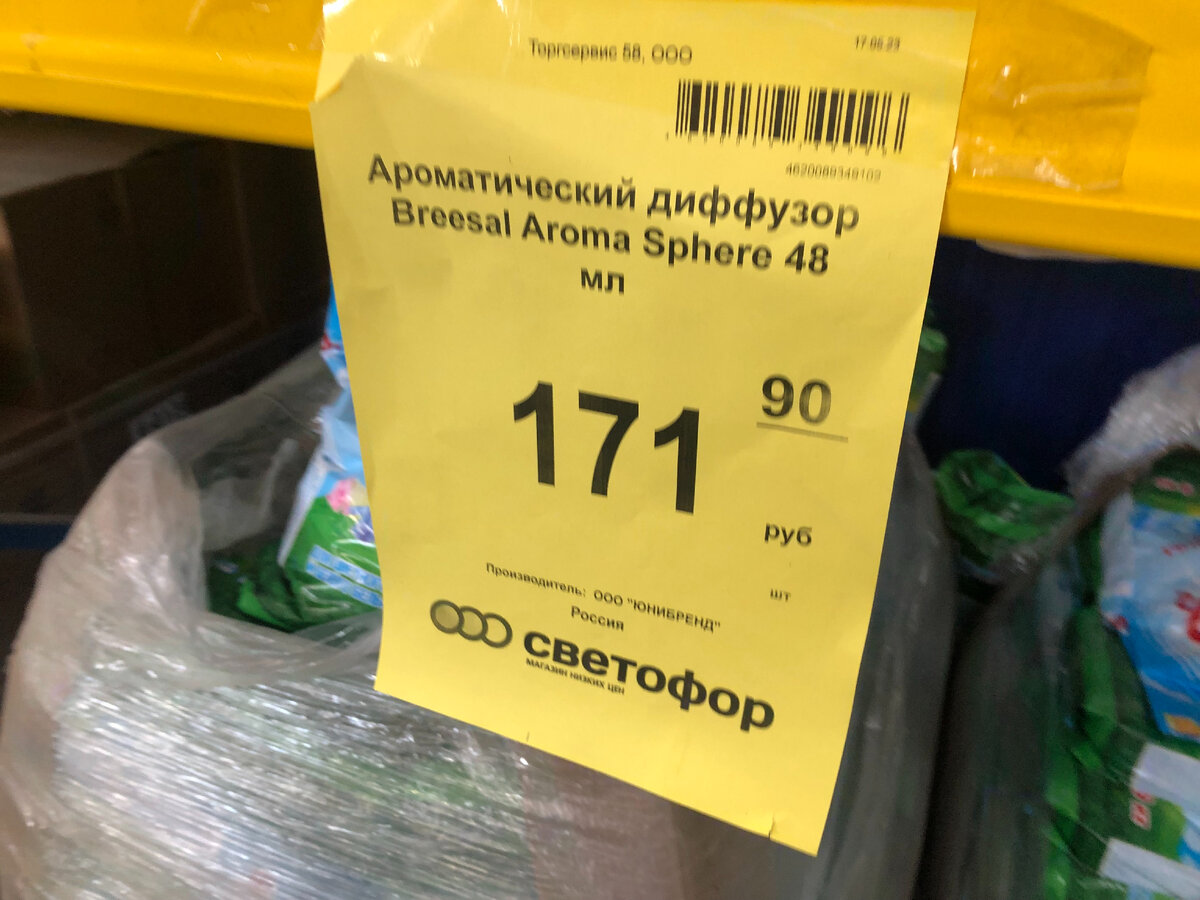 Торгсервис 58, ООО
17.05.23
Ароматический диффузор
Breesal Aroma Sphere 48
мл
171
90
руб
шт
Производитель: ООО "ЮНИБРЕНД"
Россия
светофор
МАГАЗИН НИЗКИХ ЦЕН